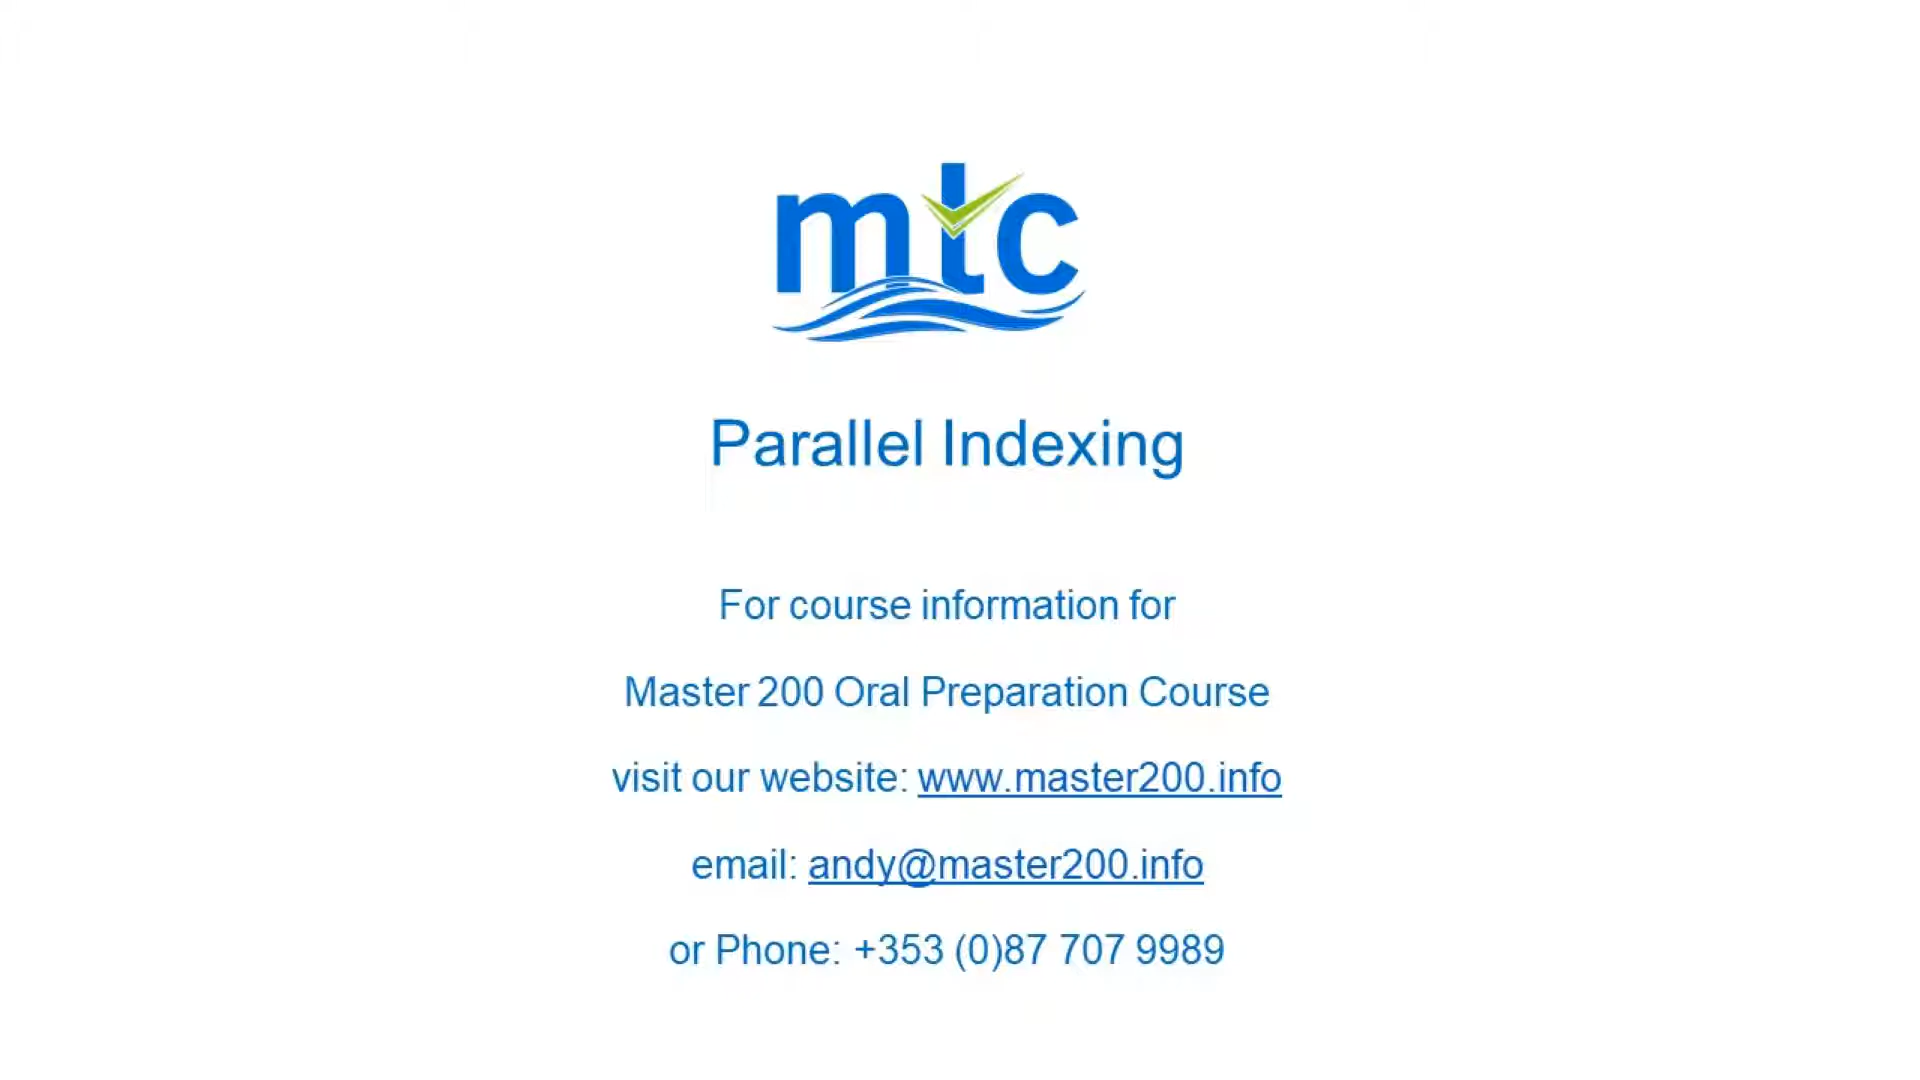 mtc
Parallel Indexing
For course information for
Master 200 Oral Preparation Course
visit our website: www.master200.info
email: andy@master200.info
or Phone: +353 (0)87 707 9989